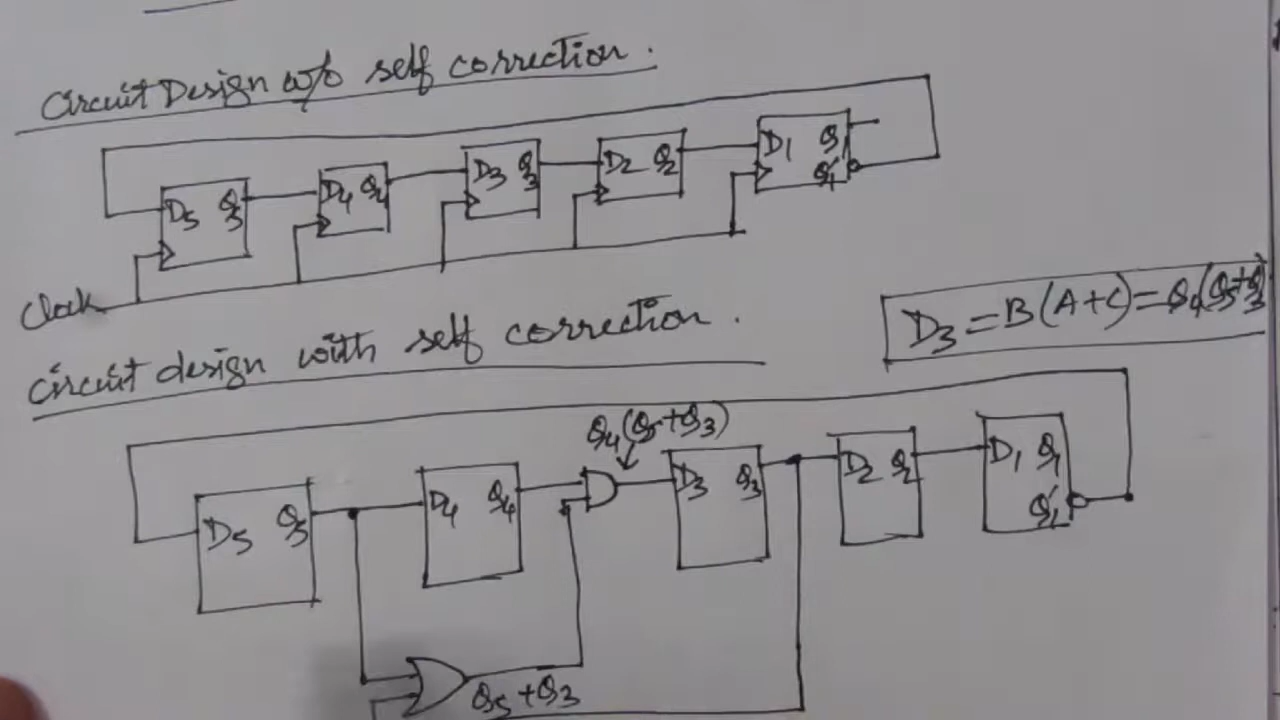 Circuit Design w/o self correction.
D5 Q5 D4 Q4 D3 Q3 D2 Q2 D1 Q1
Q1'
Clock
D3 = B(A+C) = Q4(Q5+Q3)
Circuit design with self correction.
Q4(Q5+Q3)
D5 Q5 D4 Q4 D3 Q3 D2 Q2 D1 Q1
Q1'
Q5+Q3